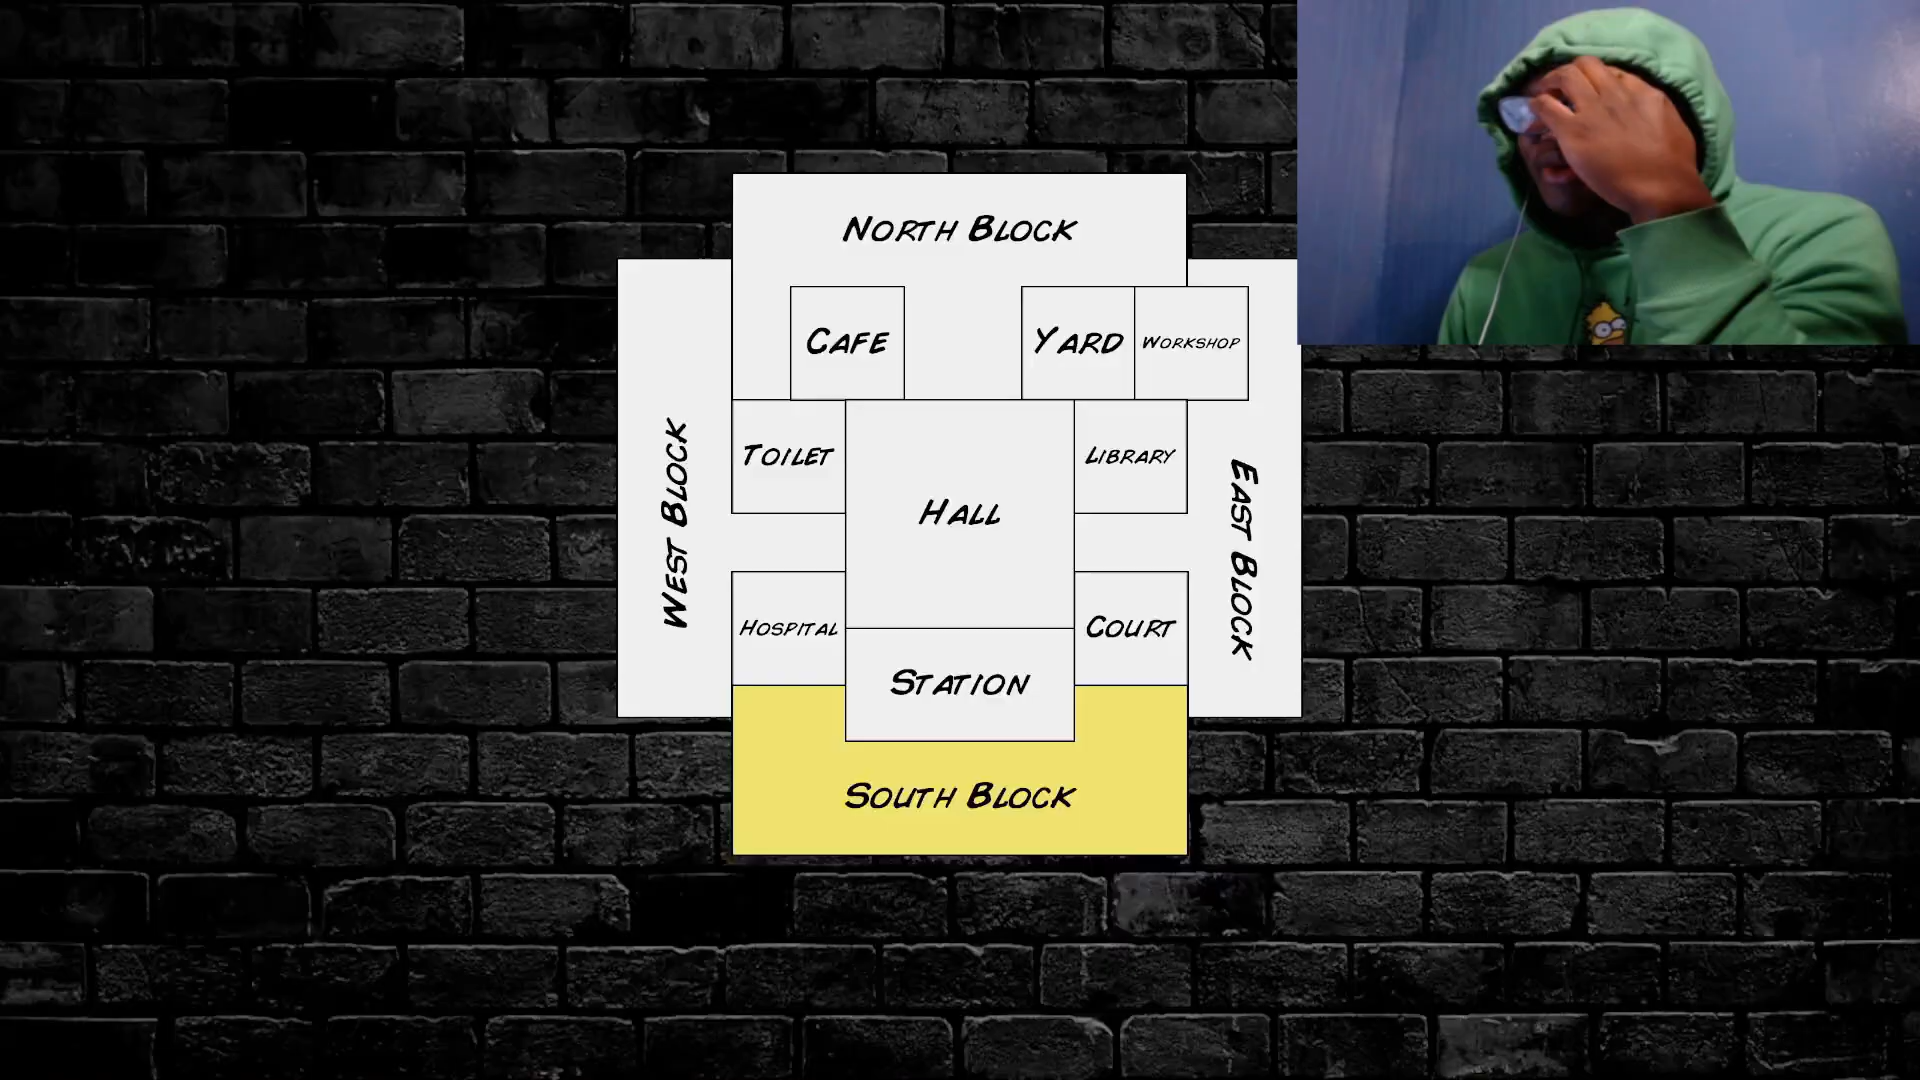 NORTH BLOCK
CAFE
YARD
WORKSHOP
TOILET
LIBRARY
HALL
WEST BLOCK
EAST BLOCK
HOSPITAL
COURT
STATION
SOUTH BLOCK